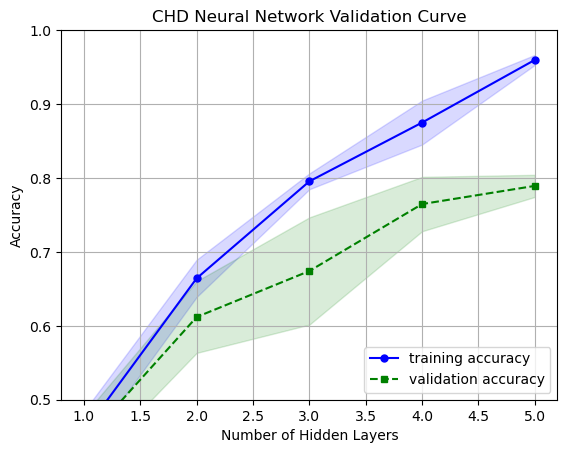 CHD Neural Network Validation Curve
1.0
0.9
0.8
0.7
0.6
0.5
Accuracy
training accuracy
validation accuracy
1.0 1.5 2.0 2.5 3.0 3.5 4.0 4.5 5.0
Number of Hidden Layers